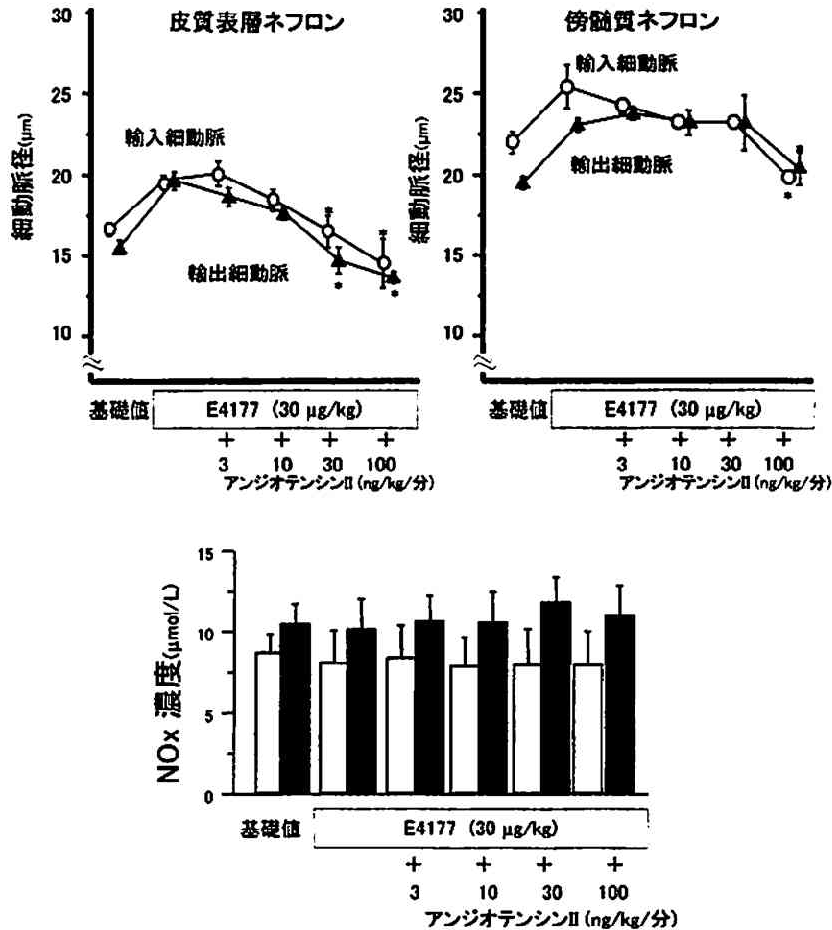 皮質表層ネフロン
傍髄質ネフロン
細動脈径(μm)
30
25
20
15
10
輸入細動脈
輸出細動脈
*
*
*
*
基礎値
E4177 (30 μg/kg)
+ + + +
3 10 30 100
アンジオテンシンII (ng/kg/分)
細動脈径(μm)
30
25
20
15
10
輸入細動脈
輸出細動脈
*
*
基礎値
E4177 (30 μg/kg)
+ + + +
3 10 30 100
アンジオテンシンII (ng/kg/分)
NOx 濃度(μmol/L)
15
10
5
0
基礎値
E4177 (30 μg/kg)
+ + + +
3 10 30 100
アンジオテンシンII (ng/kg/分)